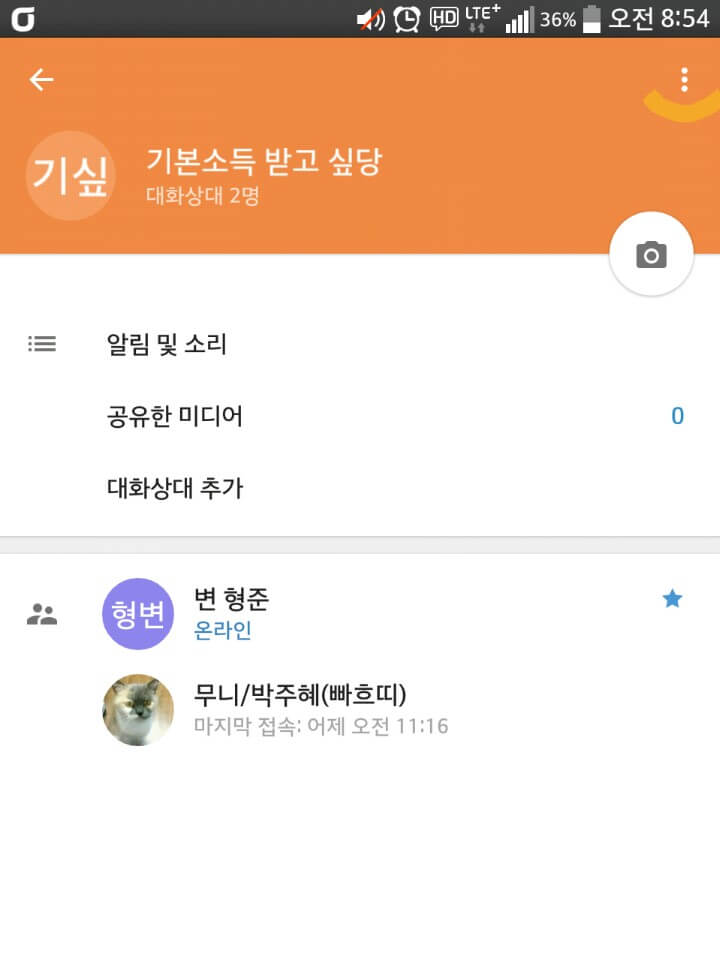 HD LTE+ 36% 오전 8:54
기싶 기본소득 받고 싶당
대화상대 2명
알림 및 소리
공유한 미디어 0
대화상대 추가
형변 변 형준
온라인
무니/박주혜(빠흐띠)
마지막 접속: 어제 오전 11:16